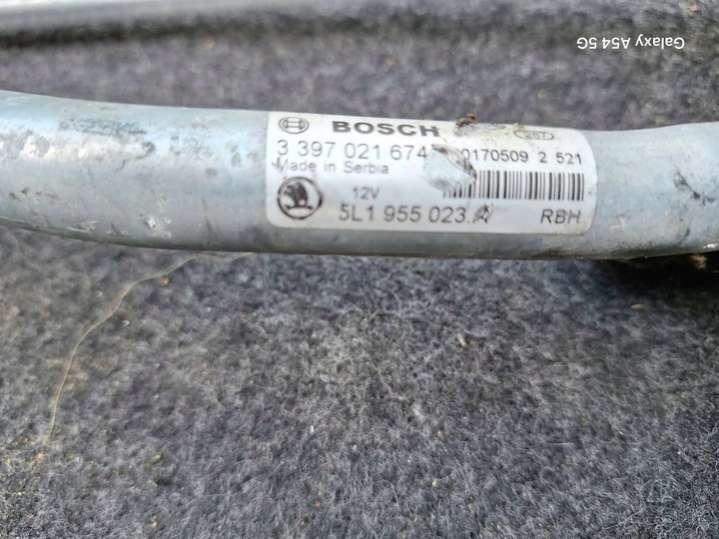 BOSCH
3 397 021 674 0170509 2 521
Made in Serbia
12V
5L1 955 023 A RBH
Galaxy A54 5G